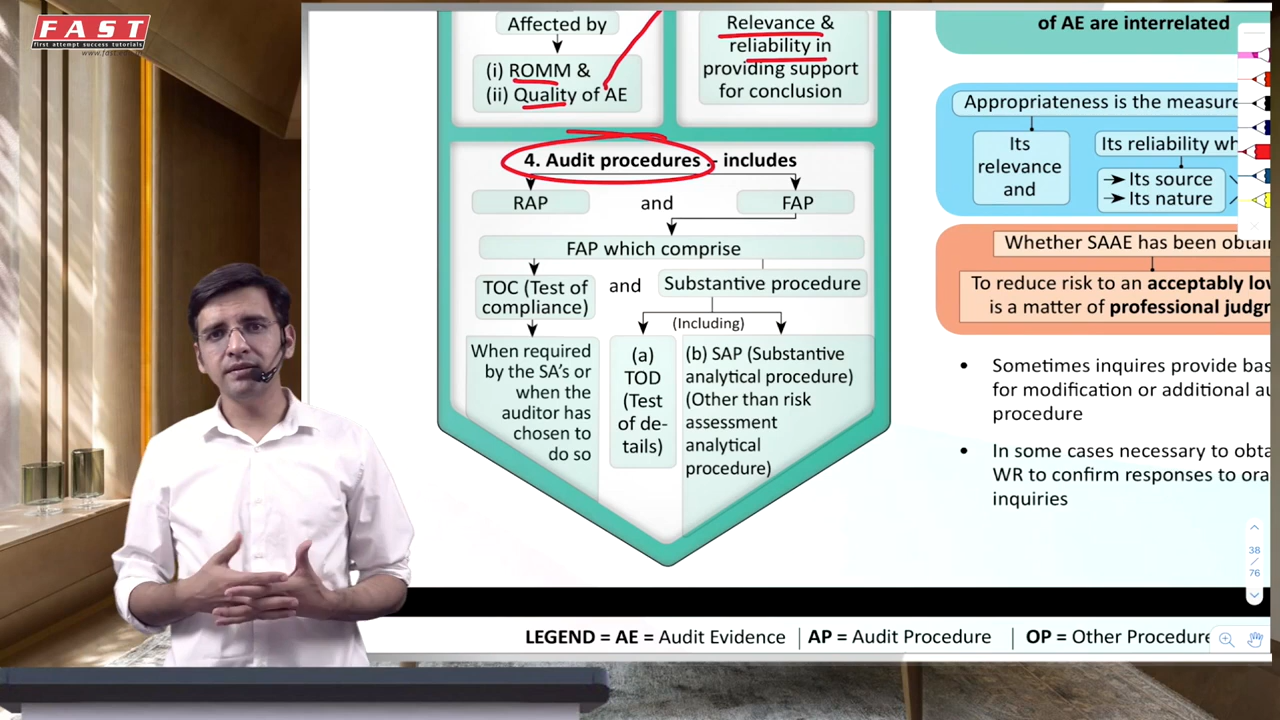 FAST
first attempt success tutorials
Affected by
(i) ROMM &
(ii) Quality of AE
Relevance &
reliability in
providing support
for conclusion
4. Audit procedures :- includes
RAP
and
FAP
FAP which comprise
TOC (Test of
compliance)
and
Substantive procedure
(Including)
When required
by the SA's or
when the
auditor has
chosen to
do so
(a)
TOD
(Test
of de-
tails)
(b) SAP (Substantive
analytical procedure)
(Other than risk
assessment
analytical
procedure)
of AE are interrelated
Appropriateness is the measure
Its
relevance
and
Its reliability wh
Its source
Its nature
Whether SAAE has been obtai
To reduce risk to an acceptably lo
is a matter of professional judg
• Sometimes inquires provide bas
for modification or additional au
procedure
• In some cases necessary to obta
WR to confirm responses to ora
inquiries
38
/
76
LEGEND = AE = Audit Evidence | AP = Audit Procedure | OP = Other Procedure